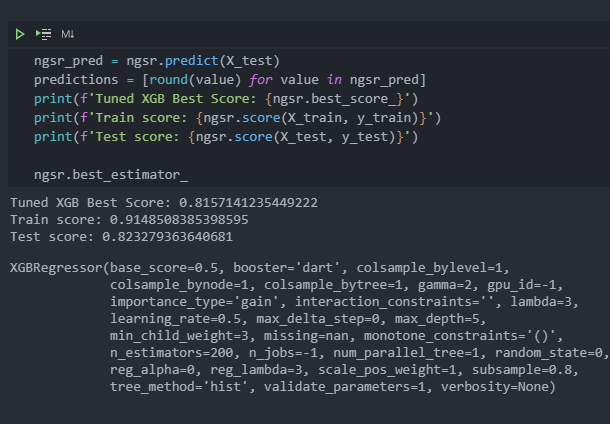 M↓
ngsr_pred = ngsr.predict(X_test)
predictions = [round(value) for value in ngsr_pred]
print(f'Tuned XGB Best Score: {ngsr.best_score_}')
print(f'Train score: {ngsr.score(X_train, y_train)}')
print(f'Test score: {ngsr.score(X_test, y_test)}')
ngsr.best_estimator_
Tuned XGB Best Score: 0.8157141235449222
Train score: 0.9148508385398595
Test score: 0.823279363640681
XGBRegressor(base_score=0.5, booster='dart', colsample_bylevel=1,
colsample_bynode=1, colsample_bytree=1, gamma=2, gpu_id=-1,
importance_type='gain', interaction_constraints='', lambda=3,
learning_rate=0.5, max_delta_step=0, max_depth=5,
min_child_weight=3, missing=nan, monotone_constraints='()',
n_estimators=200, n_jobs=-1, num_parallel_tree=1, random_state=0,
reg_alpha=0, reg_lambda=3, scale_pos_weight=1, subsample=0.8,
tree_method='hist', validate_parameters=1, verbosity=None)